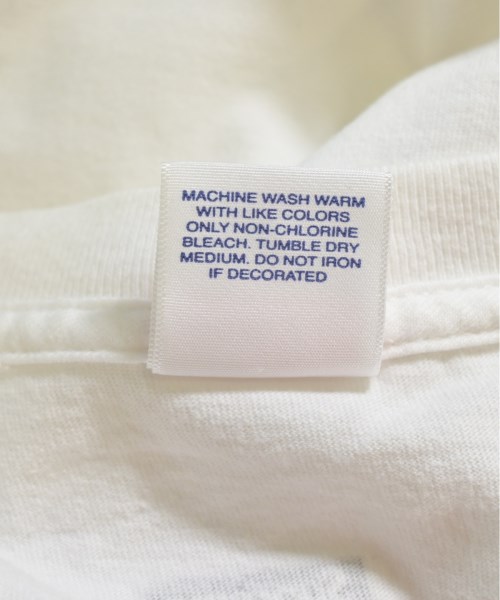 MACHINE WASH WARM
WITH LIKE COLORS
ONLY NON-CHLORINE
BLEACH. TUMBLE DRY
MEDIUM. DO NOT IRON
IF DECORATED